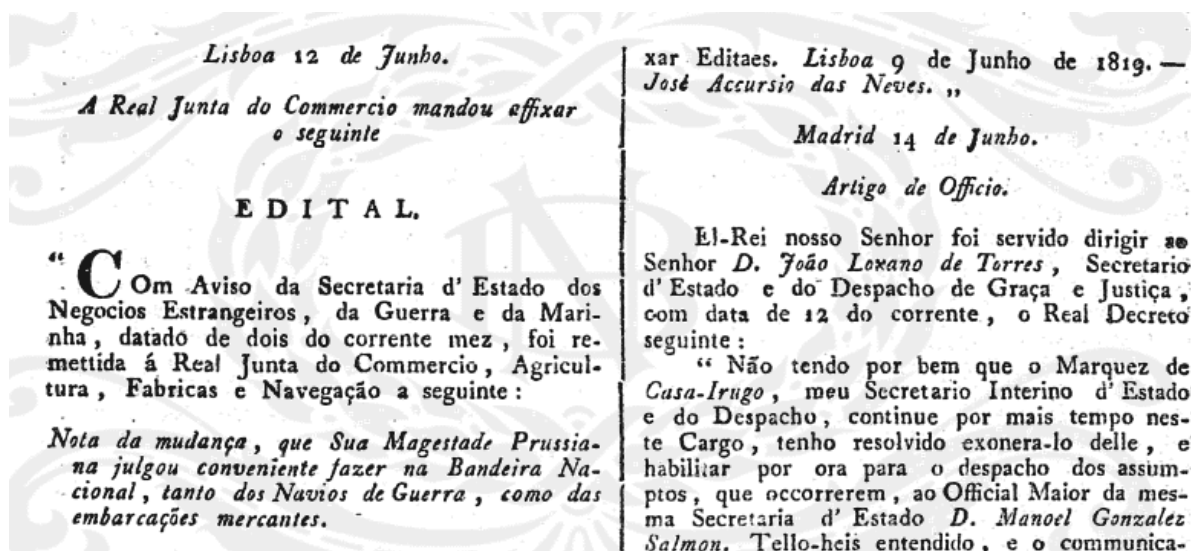 Lisboa 12 de Junho.
A Real Junta do Commercio mandou affixar
o seguinte
EDITAL.
“ COm Aviso da Secretaria d' Estado dos
Negocios Estrangeiros, da Guerra e da Mari-
nha, datado de dois do corrente mez, foi re-
mettida á Real Junta do Commercio, Agricul-
tura, Fabricas e Navegação a seguinte:
Nota da mudança, que Sua Magestade Prussia-
na julgou conveniente fazer na Bandeira Na-
cional, tanto dos Navios de Guerra, como das
embarcações mercantes.
xar Editaes. Lisboa 9 de Junho de 1819. —
José Accursio das Neves. „
Madrid 14 de Junho.
Artigo de Officio.
El-Rei nosso Senhor foi servido dirigir ao
Senhor D. João Loxano de Torres, Secretario
d' Estado e do Despacho de Graça e Justiça,
com data de 12 do corrente, o Real Decreto
seguinte:
“ Não tendo por bem que o Marquez de
Casa-Irugo, meu Secretario Interino d' Estado
e do Despacho, continue por mais tempo nes-
te Cargo, tenho resolvido exonera-lo delle, e
habilitar por ora para o despacho dos assum-
ptos, que occorrerem, ao Official Maior da mes-
ma Secretaria d' Estado D. Manoel Gonzalez
Salmon. Tello-heis entendido, e o communica-